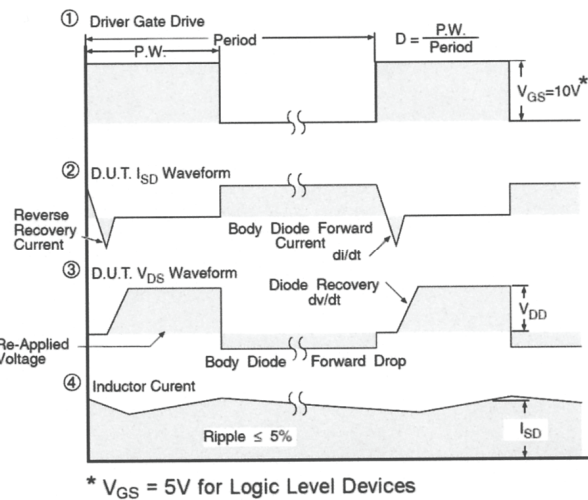 ① Driver Gate Drive
Period
P.W.
D = P.W.
Period
V_GS=10V*
② D.U.T. I_SD Waveform
Reverse
Recovery
Current
Body Diode Forward
Current
di/dt
③ D.U.T. V_DS Waveform
Diode Recovery
dv/dt
V_DD
Re-Applied
Voltage
Body Diode Forward Drop
④ Inductor Curent
Ripple ≤ 5%
I_SD
* V_GS = 5V for Logic Level Devices